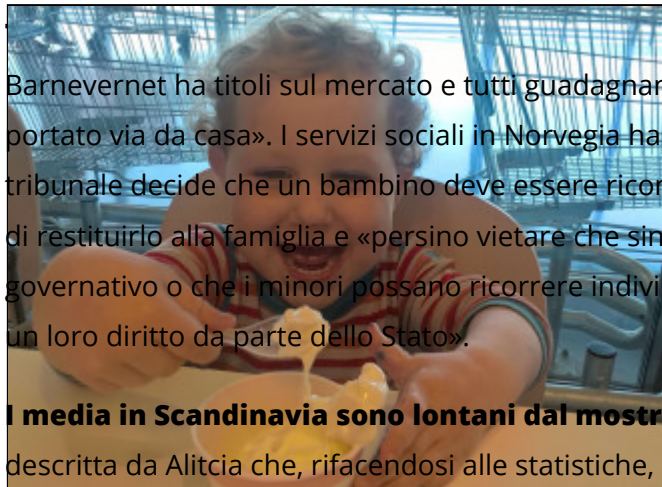 Barnevernet ha titoli sul mercato e tutti guadagnar
portato via da casa». I servizi sociali in Norvegia ha
tribunale decide che un bambino deve essere ricor
di restituirlo alla famiglia e «persino vietare che sin
governativo o che i minori possano ricorrere indivi
un loro diritto da parte dello Stato».
I media in Scandinavia sono lontani dal mostr
descritta da Alitcia che, rifacendosi alle statistiche,